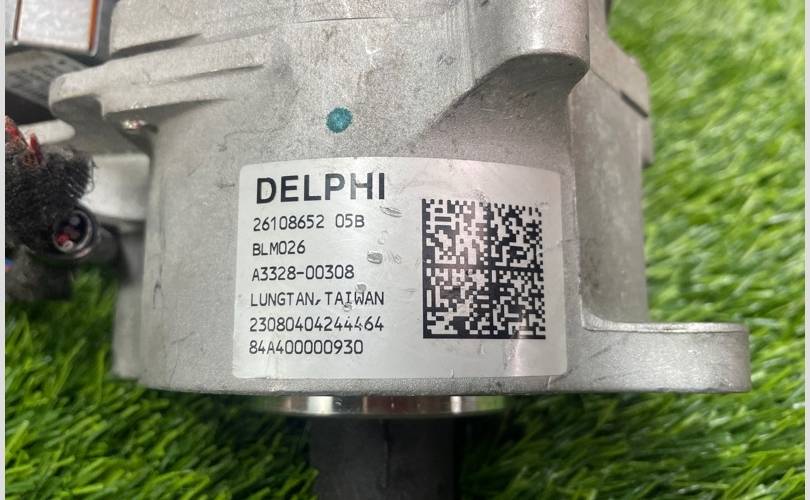 DELPHI
26108652 05B
BLM026
A3328-00308
LUNGTAN, TAIWAN
23080404244464
84A400000930